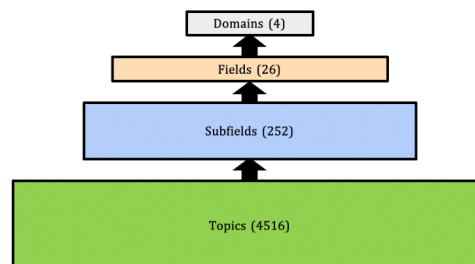 Domains (4)
Fields (26)
Subfields (252)
Topics (4516)